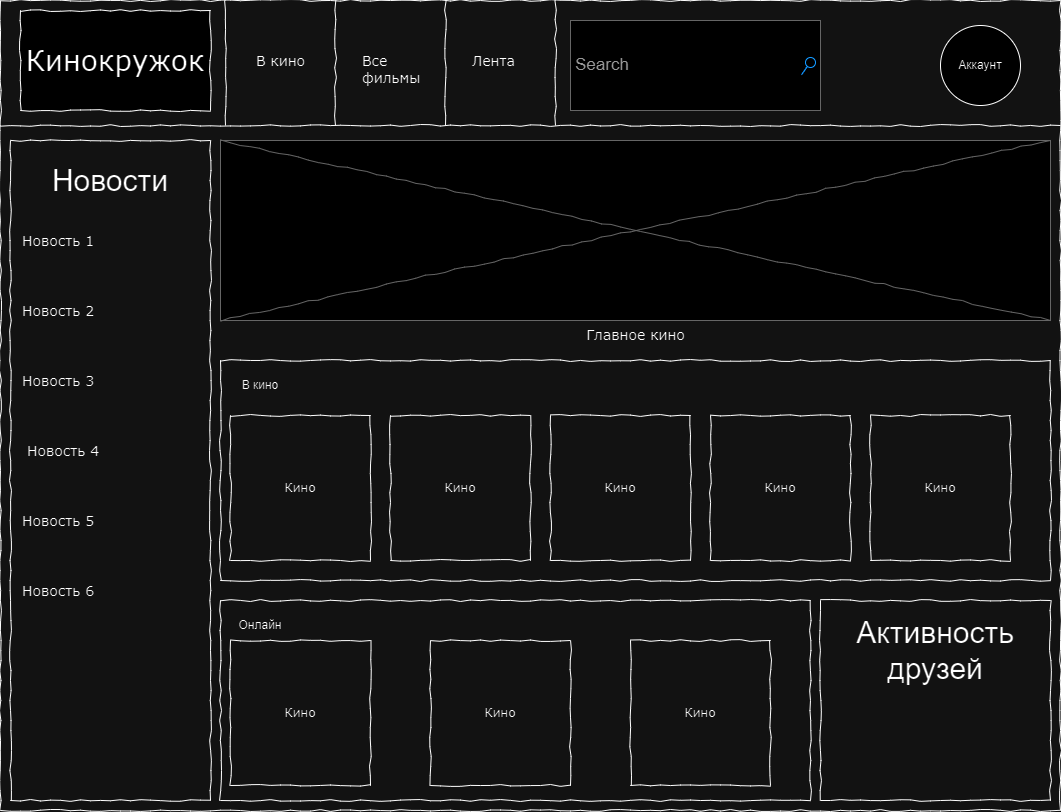 Кинокружок
В кино
Все
фильмы
Лента
Search
Аккаунт
Новости
Новость 1
Новость 2
Новость 3
Новость 4
Новость 5
Новость 6
Главное кино
В кино
Кино
Кино
Кино
Кино
Кино
Онлайн
Кино
Кино
Кино
Активность
друзей